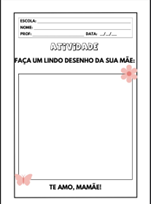 ESCOLA:
NOME:
PROF: DATA: __/__/__
ATIVIDADE
FAÇA UM LINDO DESENHO DA SUA MÃE:
TE AMO, MAMÃE!